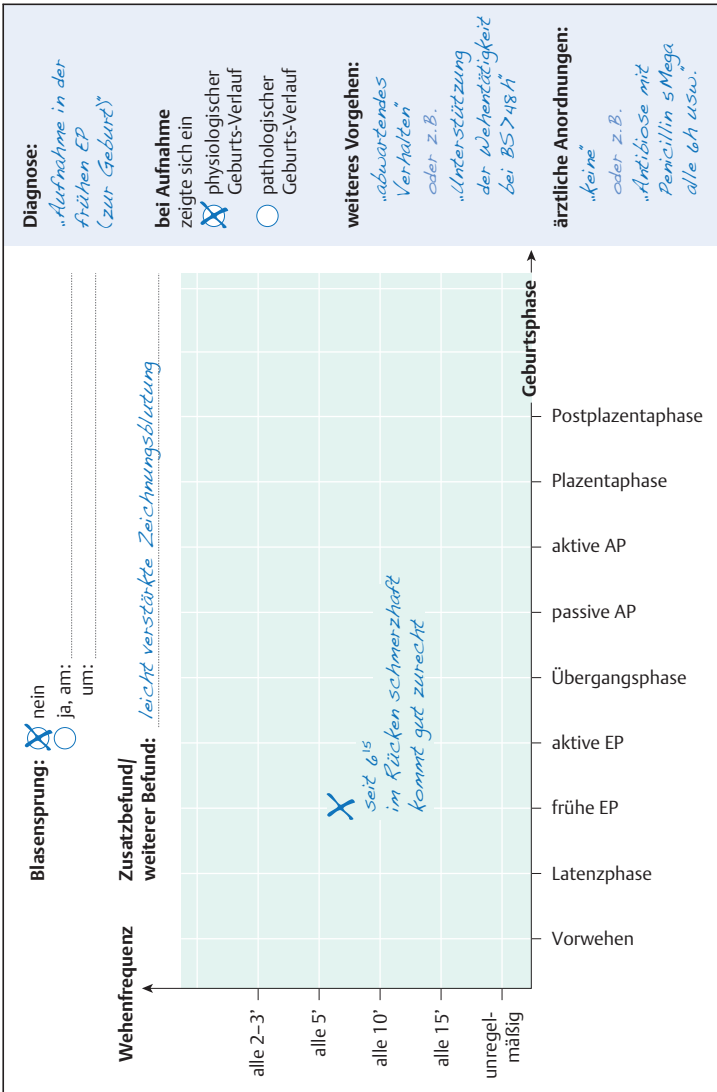 Blasensprung:
nein
ja, am:
um:
Zusatzbefund/
weiterer Befund: leicht verstärkte Zeichnungsblutung
Wehenfrequenz
alle 2–3'
alle 5'
alle 10'
alle 15'
unregel-
mäßig
seit 6¹⁵
im Rücken schmerzhaft
kommt gut zurecht
Vorwehen
Latenzphase
frühe EP
aktive EP
Übergangsphase
passive AP
aktive AP
Plazentaphase
Postplazentaphase
Geburtsphase
Diagnose:
„Aufnahme in der
frühen EP
(zur Geburt)“
bei Aufnahme
zeigte sich ein
physiologischer
Geburts-Verlauf
pathologischer
Geburts-Verlauf
weiteres Vorgehen:
„abwartendes
Verhalten“
oder z.B.
„Unterstützung
der Wehentätigkeit
bei BS>48h“
ärztliche Anordnungen:
„keine“
oder z.B.
„Antibiose mit
Penicillin 5 Mega
alle 6h usw.“